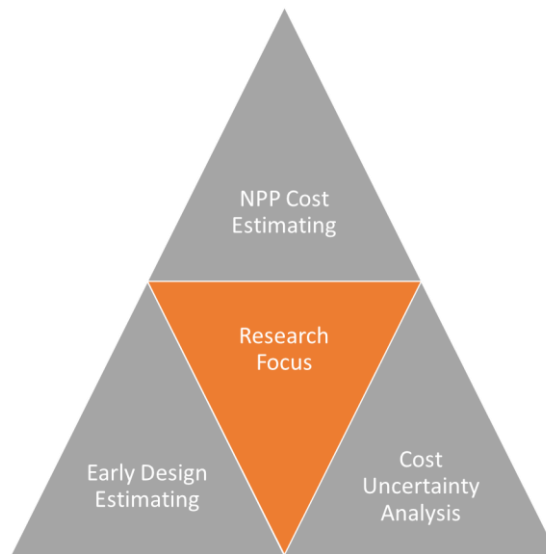 NPP Cost
Estimating
Research
Focus
Early Design
Estimating
Cost
Uncertainty
Analysis